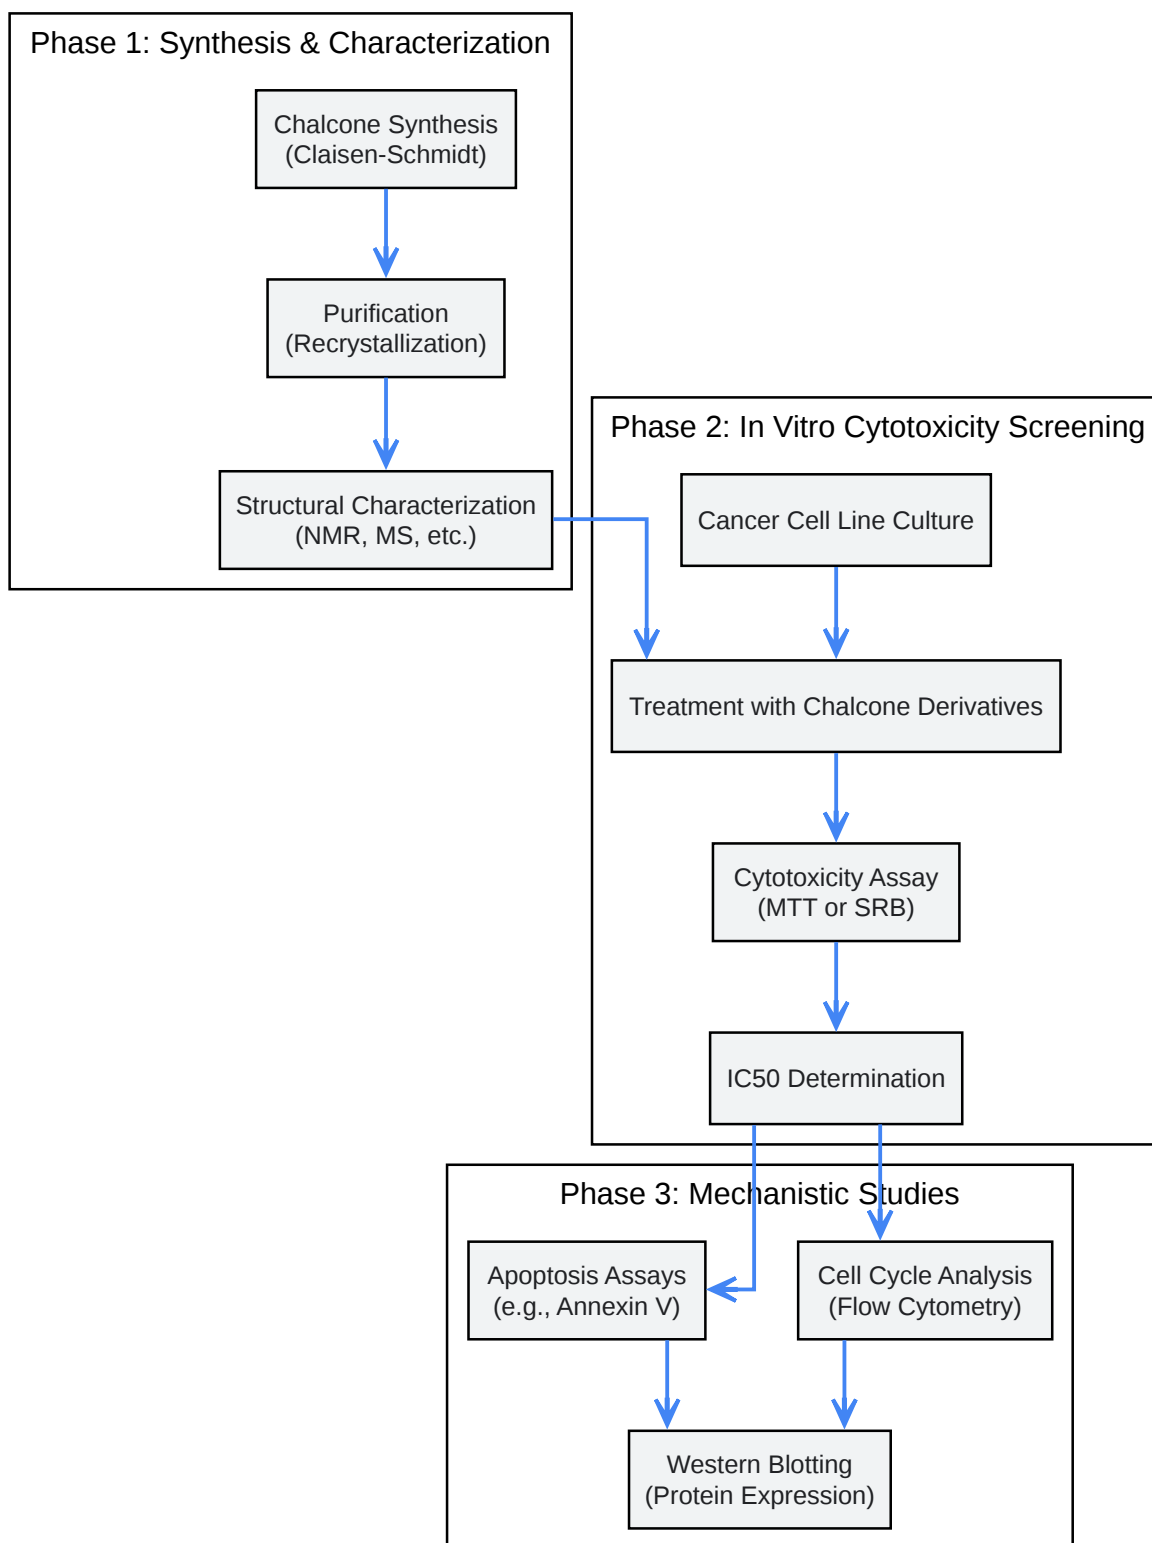 Phase 1: Synthesis & Characterization
Chalcone Synthesis
(Claisen-Schmidt)
Purification
(Recrystallization)
Structural Characterization
(NMR, MS, etc.)
Phase 2: In Vitro Cytotoxicity Screening
Cancer Cell Line Culture
Treatment with Chalcone Derivatives
Cytotoxicity Assay
(MTT or SRB)
IC50 Determination
Phase 3: Mechanistic Studies
Apoptosis Assays
(e.g., Annexin V)
Cell Cycle Analysis
(Flow Cytometry)
Western Blotting
(Protein Expression)